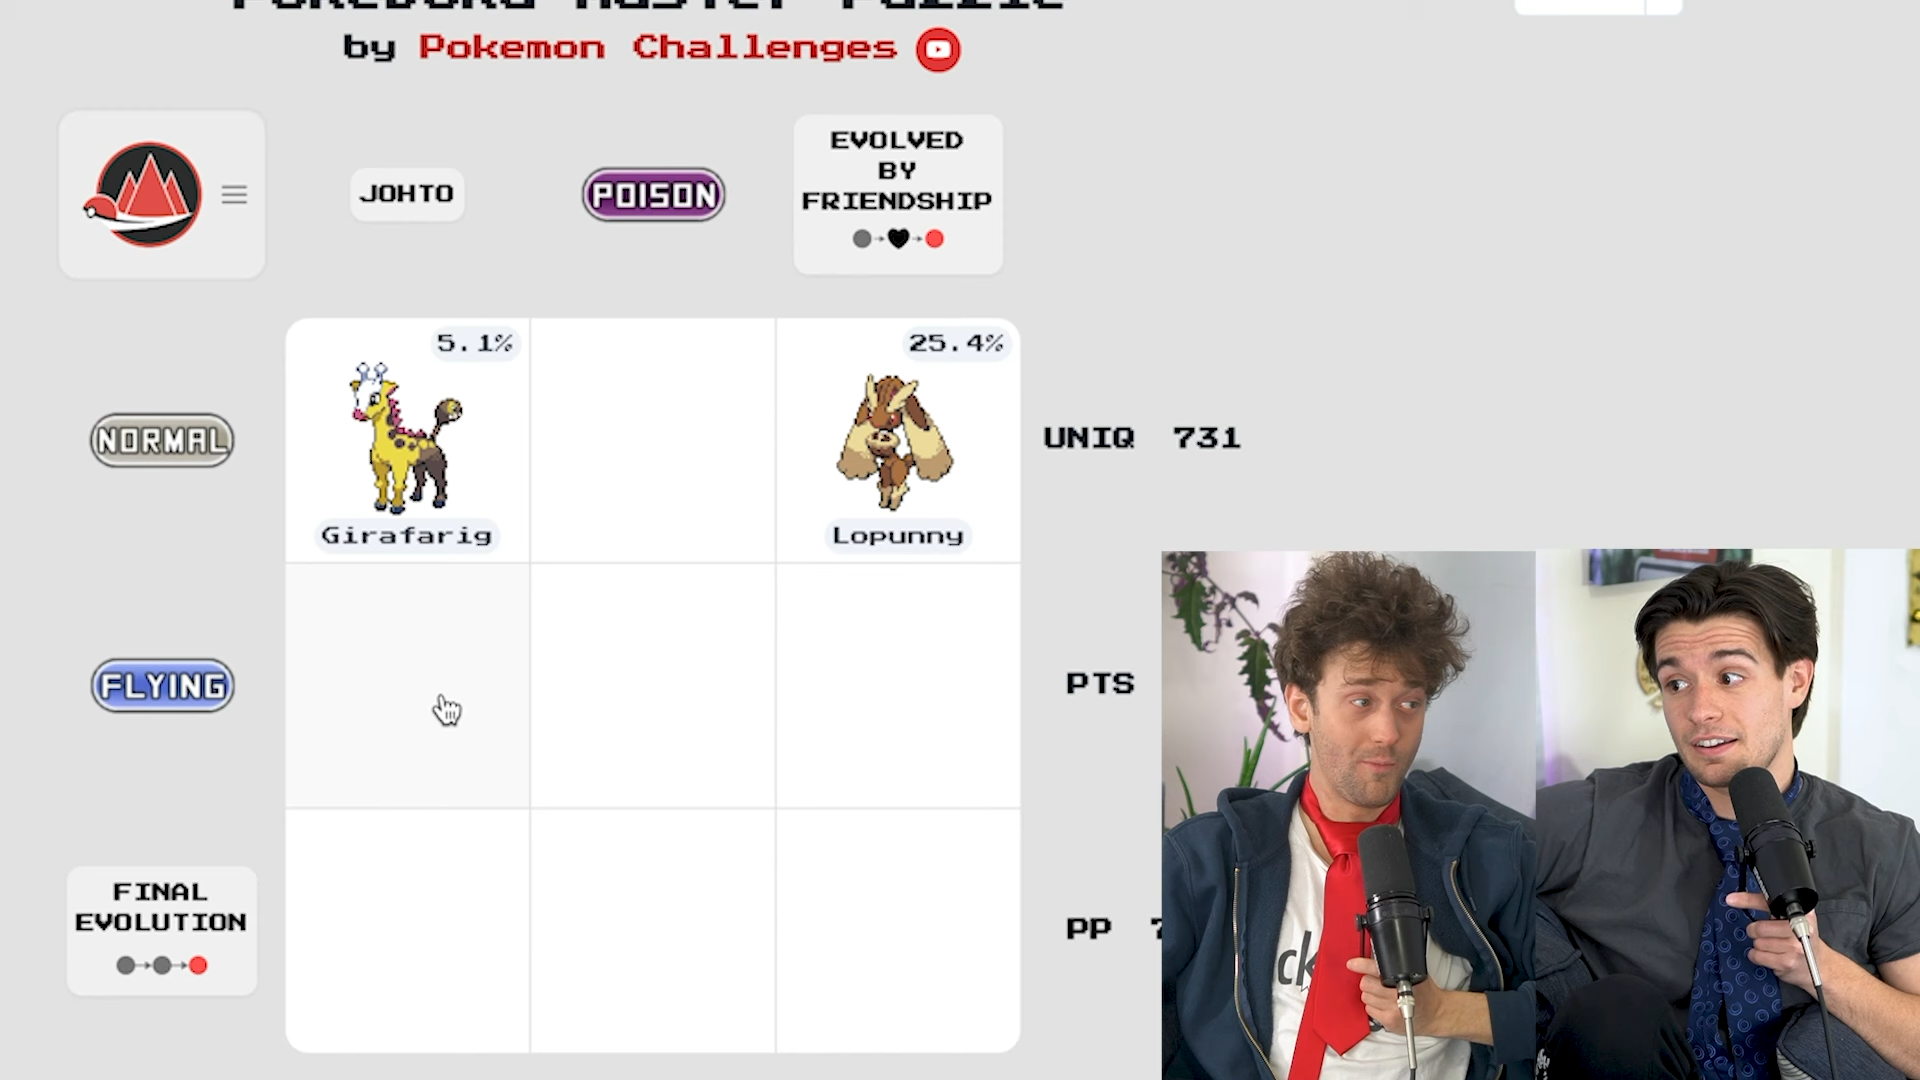 by Pokemon Challenges
JOHTO
POISON
EVOLVED
BY
FRIENDSHIP
5.1%
25.4%
NORMAL
Girafarig
Lopunny
UNIQ 731
FLYING
PTS
FINAL
EVOLUTION
PP